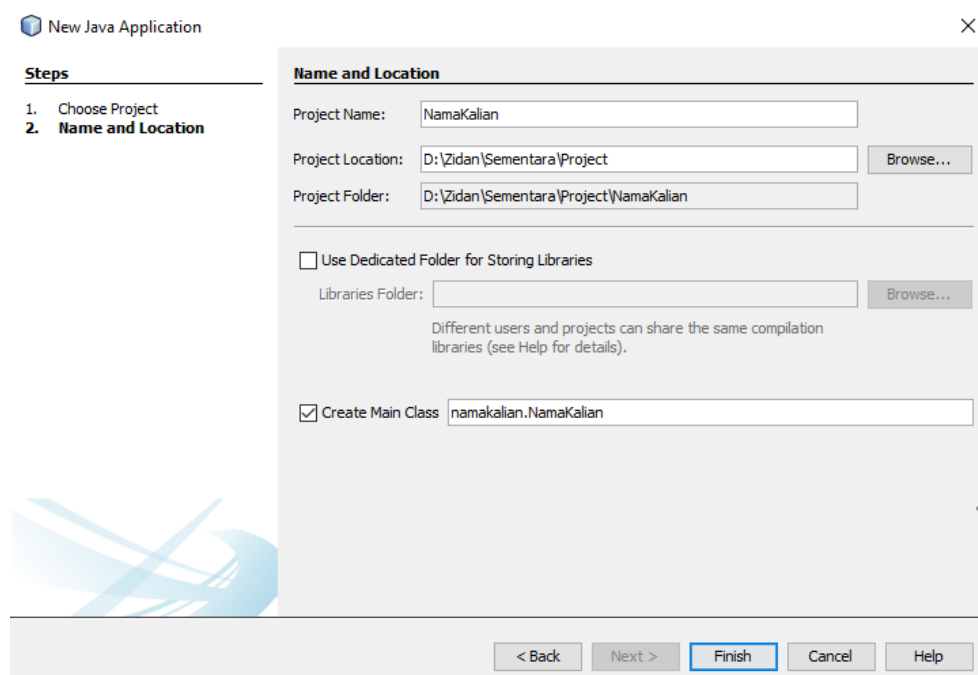 New Java Application
Steps
1. Choose Project
2. Name and Location
Name and Location
Project Name: NamaKalian
Project Location: D:\Zidan\Sementara\Project Browse...
Project Folder: D:\Zidan\Sementara\Project\NamaKalian
Use Dedicated Folder for Storing Libraries
Libraries Folder: Browse...
Different users and projects can share the same compilation
libraries (see Help for details).
Create Main Class namakalian.NamaKalian
< Back Next > Finish Cancel Help